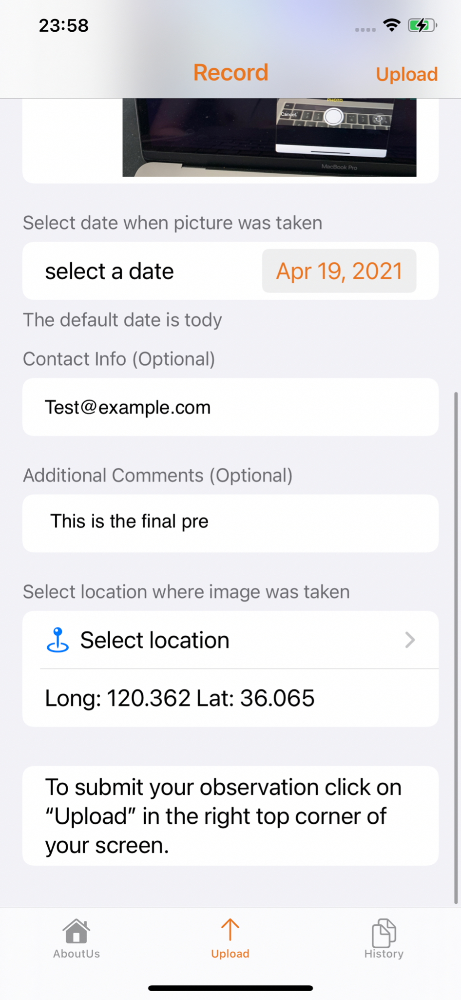 23:58
Record
Upload
PHOTO
Cancel
MacBook Pro
Select date when picture was taken
select a date
Apr 19, 2021
The default date is tody
Contact Info (Optional)
Test@example.com
Additional Comments (Optional)
This is the final pre
Select location where image was taken
Select location
Long: 120.362 Lat: 36.065
To submit your observation click on
“Upload” in the right top corner of
your screen.
AboutUs
Upload
History